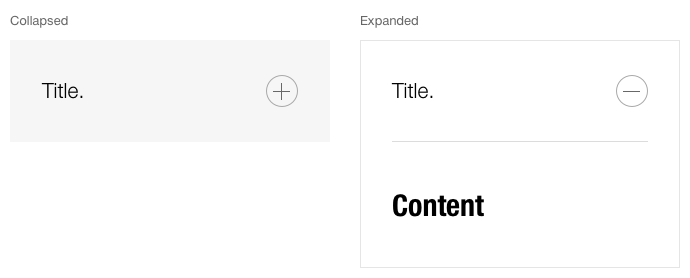 Collapsed
Expanded
Title.
Title.
Content